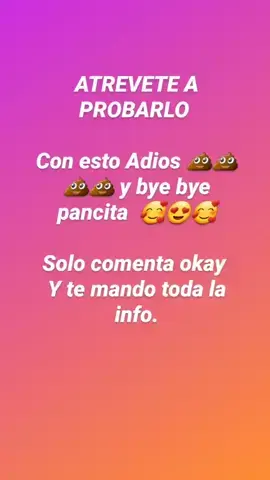 ATREVETE A
PROBARLO
Con esto Adios 💩💩
💩💩 y bye bye
pancita 🥰😍🥰
Solo comenta okay
Y te mando toda la
info.